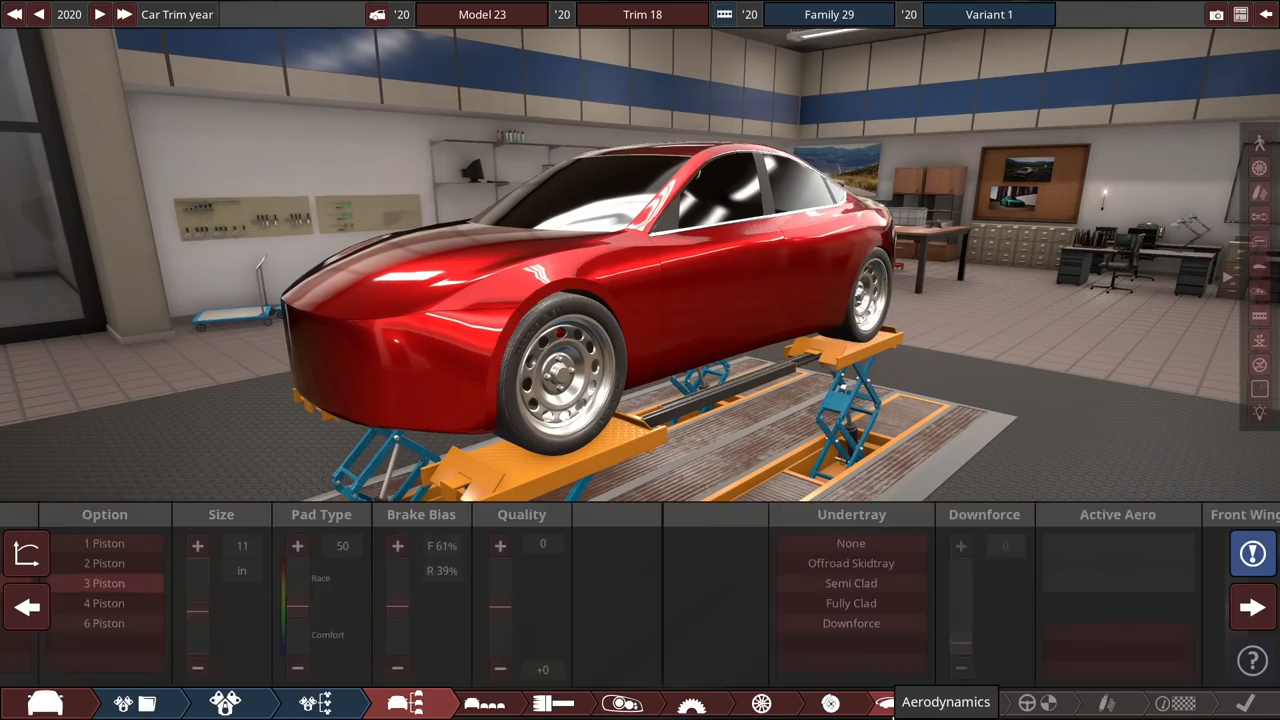 2020 Car Trim year '20 Model 23 '20 Trim 18 '20 Family 29 '20 Variant 1
Option Size Pad Type Brake Bias Quality Undertray Downforce Active Aero Front Wing
1 Piston
2 Piston
3 Piston
4 Piston
6 Piston
+ 11
in
−
+ 50
Race
Comfort
−
+ F 61%
R 39%
−
+ 0
− +0
None
Offroad Skidtray
Semi Clad
Fully Clad
Downforce
+ 0
−
Aerodynamics